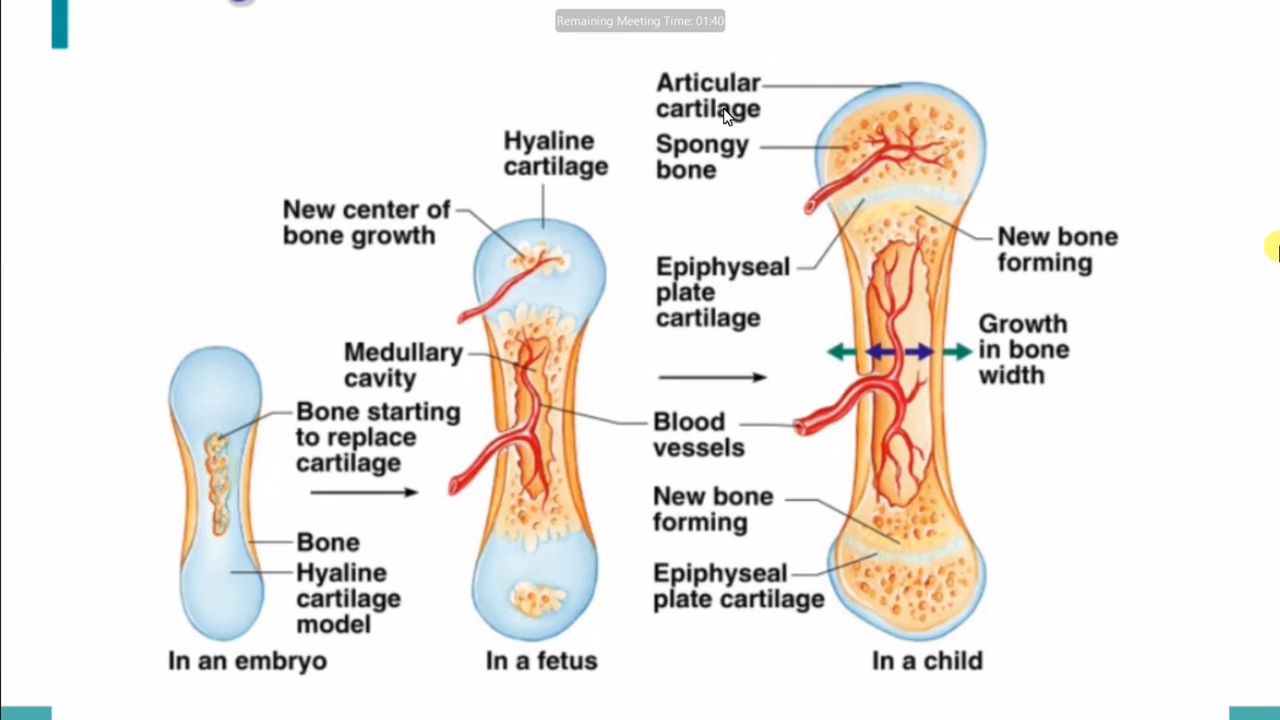 Remaining Meeting Time: 01:40
Articular
cartilage
Spongy
bone
Hyaline
cartilage
New center of
bone growth
Epiphyseal
plate
cartilage
New bone
forming
Growth
in bone
width
Medullary
cavity
Blood
vessels
Bone starting
to replace
cartilage
New bone
forming
Bone
Hyaline
cartilage
model
Epiphyseal
plate cartilage
In an embryo
In a fetus
In a child